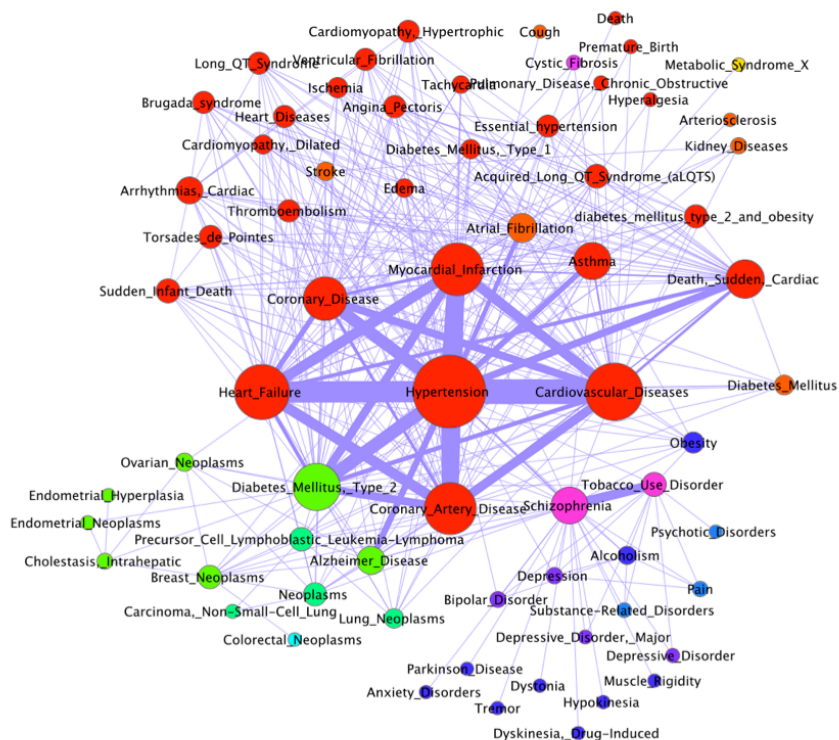 Cardiomyopathy,_Hypertrophic
Cough
Death
Premature_Birth
Long_QT_Syndrome
Ventricular_Fibrillation
Cystic_Fibrosis
Metabolic_Syndrome_X
Ischemia
Tachycardia
Pulmonary_Disease,_Chronic_Obstructive
Brugada_syndrome
Angina_Pectoris
Hyperalgesia
Heart_Diseases
Essential_hypertension
Arteriosclerosis
Cardiomyopathy,_Dilated
Diabetes_Mellitus,_Type_1
Kidney_Diseases
Stroke
Acquired_Long_QT_Syndrome_(aLQTS)
Arrhythmias,_Cardiac
Edema
Thromboembolism
diabetes_mellitus_type_2_and_obesity
Atrial_Fibrillation
Torsades_de_Pointes
Myocardial_Infarction
Asthma
Death,_Sudden,_Cardiac
Sudden_Infant_Death
Coronary_Disease
Heart_Failure
Hypertension
Cardiovascular_Diseases
Diabetes_Mellitus
Obesity
Ovarian_Neoplasms
Diabetes_Mellitus,_Type_2
Tobacco_Use_Disorder
Endometrial_Hyperplasia
Coronary_Artery_Disease
Schizophrenia
Endometrial_Neoplasms
Psychotic_Disorders
Precursor_Cell_Lymphoblastic_Leukemia-Lymphoma
Cholestasis,_Intrahepatic
Alzheimer_Disease
Alcoholism
Breast_Neoplasms
Depression
Pain
Neoplasms
Bipolar_Disorder
Carcinoma,_Non-Small-Cell_Lung
Lung_Neoplasms
Substance-Related_Disorders
Colorectal_Neoplasms
Depressive_Disorder,_Major
Depressive_Disorder
Parkinson_Disease
Muscle_Rigidity
Anxiety_Disorders
Dystonia
Hypokinesia
Tremor
Dyskinesia,_Drug-Induced